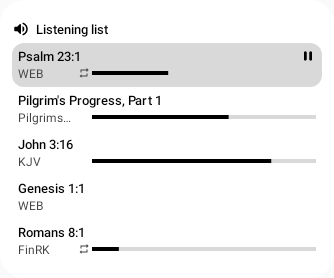 Listening list
Psalm 23:1
WEB
Pilgrim's Progress, Part 1
Pilgrims...
John 3:16
KJV
Genesis 1:1
WEB
Romans 8:1
FinRK